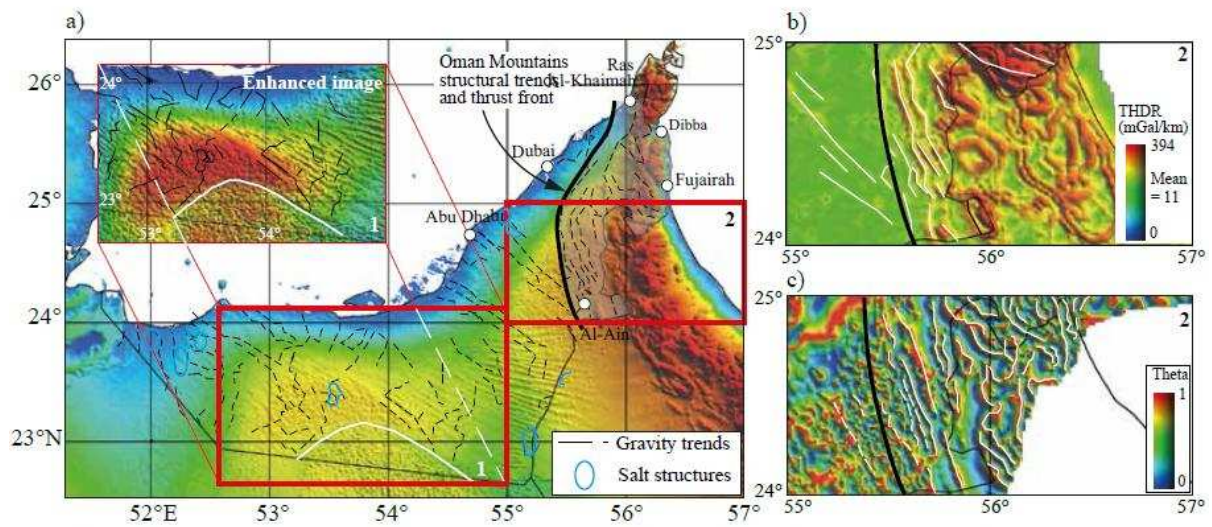 a)
26°
25°
24°
23°N
52°E
53°
54°
55°
56°
57°
24°
23°
53°
54°
Enhanced image
1
Oman Mountains
structural trends
and thrust front
Ras
Al-Khaimah
Dibba
Fujairah
Dubai
Abu Dhabi
2
Al-Ain
1
Gravity trends
Salt structures
b)
25°
2
THDR
(mGal/km)
394
Mean
= 11
0
24°
24°
55°
56°
57°
c)
25°
25°
2
Theta
1
0
24°
24°
55°
56°
57°